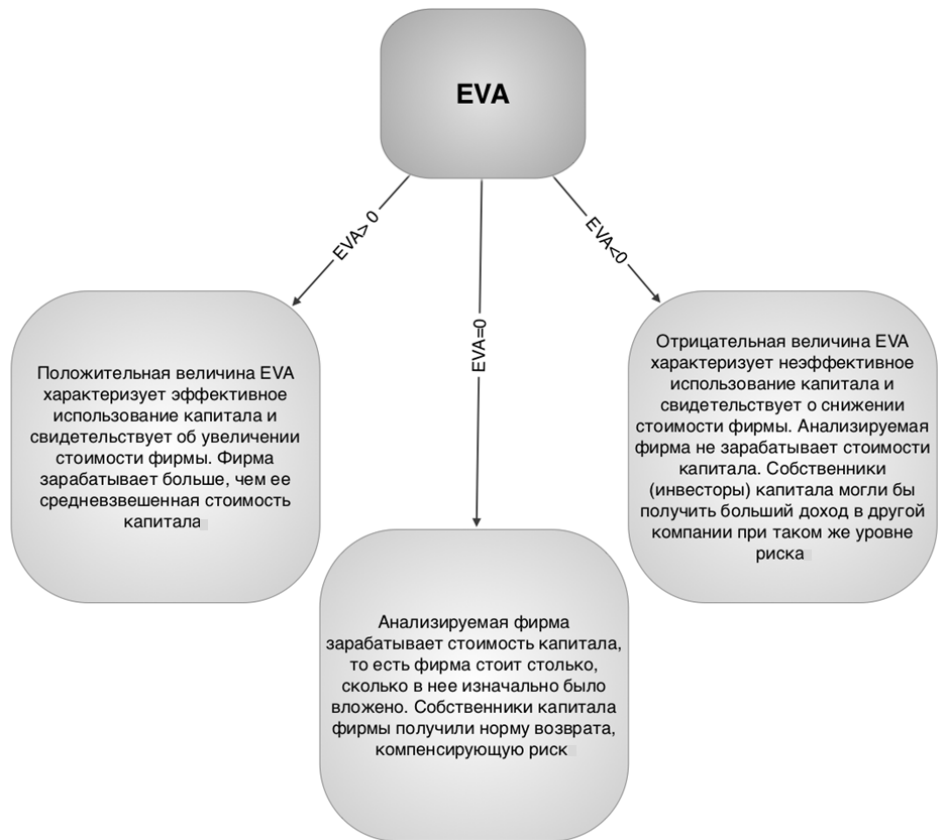 EVA
EVA> 0
EVA=0
EVA<0
Положительная величина EVA
характеризует эффективное
использование капитала и
свидетельствует об увеличении
стоимости фирмы. Фирма
зарабатывает больше, чем ее
средневзвешенная стоимость
капитала
Отрицательная величина EVA
характеризует неэффективное
использование капитала и
свидетельствует о снижении
стоимости фирмы. Анализируемая
фирма не зарабатывает стоимости
капитала. Собственники
(инвесторы) капитала могли бы
получить больший доход в другой
компании при таком же уровне
риска
Анализируемая фирма
зарабатывает стоимость капитала,
то есть фирма стоит столько,
сколько в нее изначально было
вложено. Собственники капитала
фирмы получили норму возврата,
компенсирующую риск